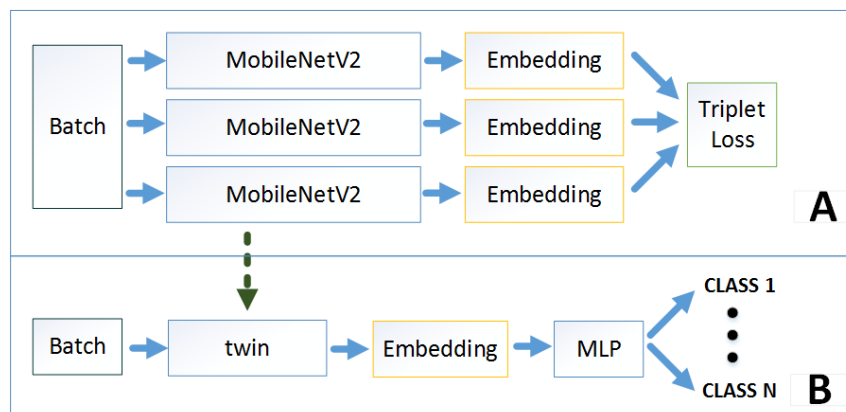 MobileNetV2
Embedding
Batch
MobileNetV2
Embedding
Triplet
Loss
MobileNetV2
Embedding
A
Batch
twin
Embedding
MLP
CLASS 1
CLASS N
B